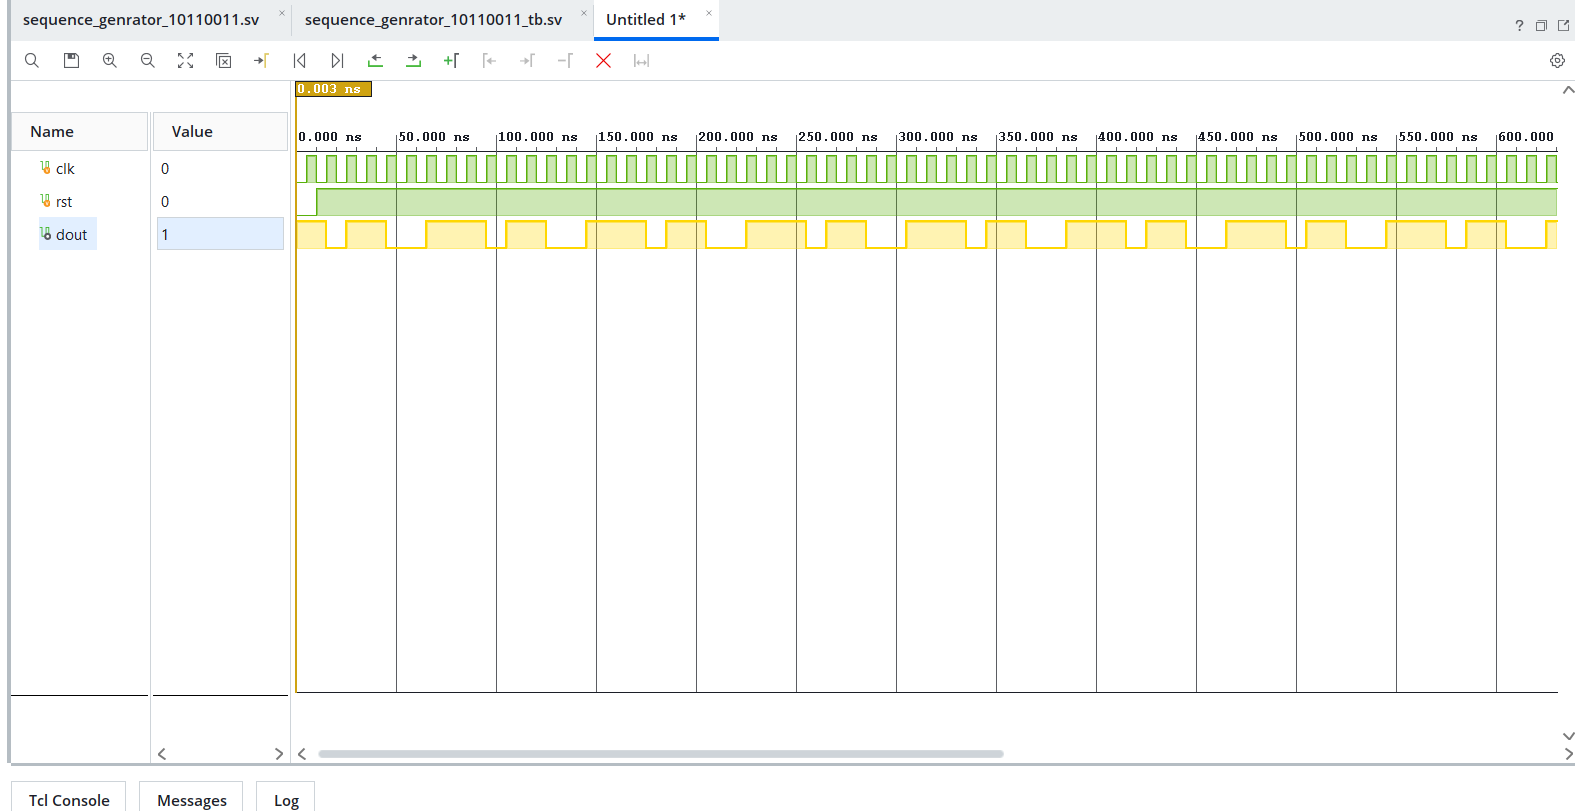 sequence_genrator_10110011.sv × sequence_genrator_10110011_tb.sv × Untitled 1* ×
?
0.003 ns
Name Value
0.000 ns 50.000 ns 100.000 ns 150.000 ns 200.000 ns 250.000 ns 300.000 ns 350.000 ns 400.000 ns 450.000 ns 500.000 ns 550.000 ns 600.000
clk 0
rst 0
dout 1
Tcl Console Messages Log